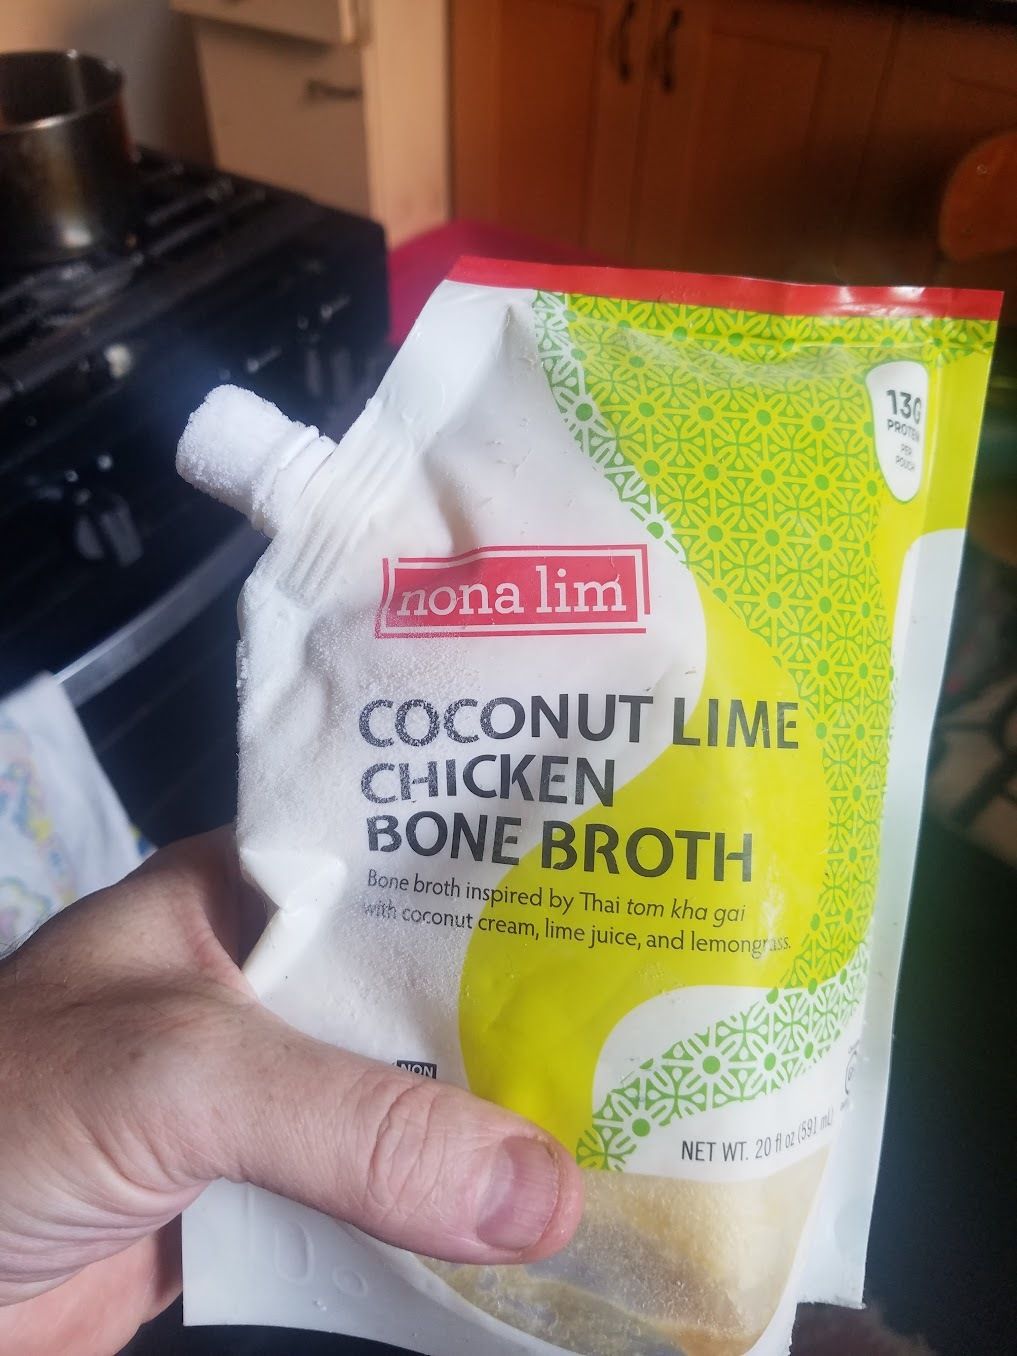 13G
PROTEIN
PER
POUCH
nona lim
COCONUT LIME
CHICKEN
BONE BROTH
Bone broth inspired by Thai tom kha gai
with coconut cream, lime juice, and lemongrass.
NON
NET WT. 20 fl oz (591 mL)